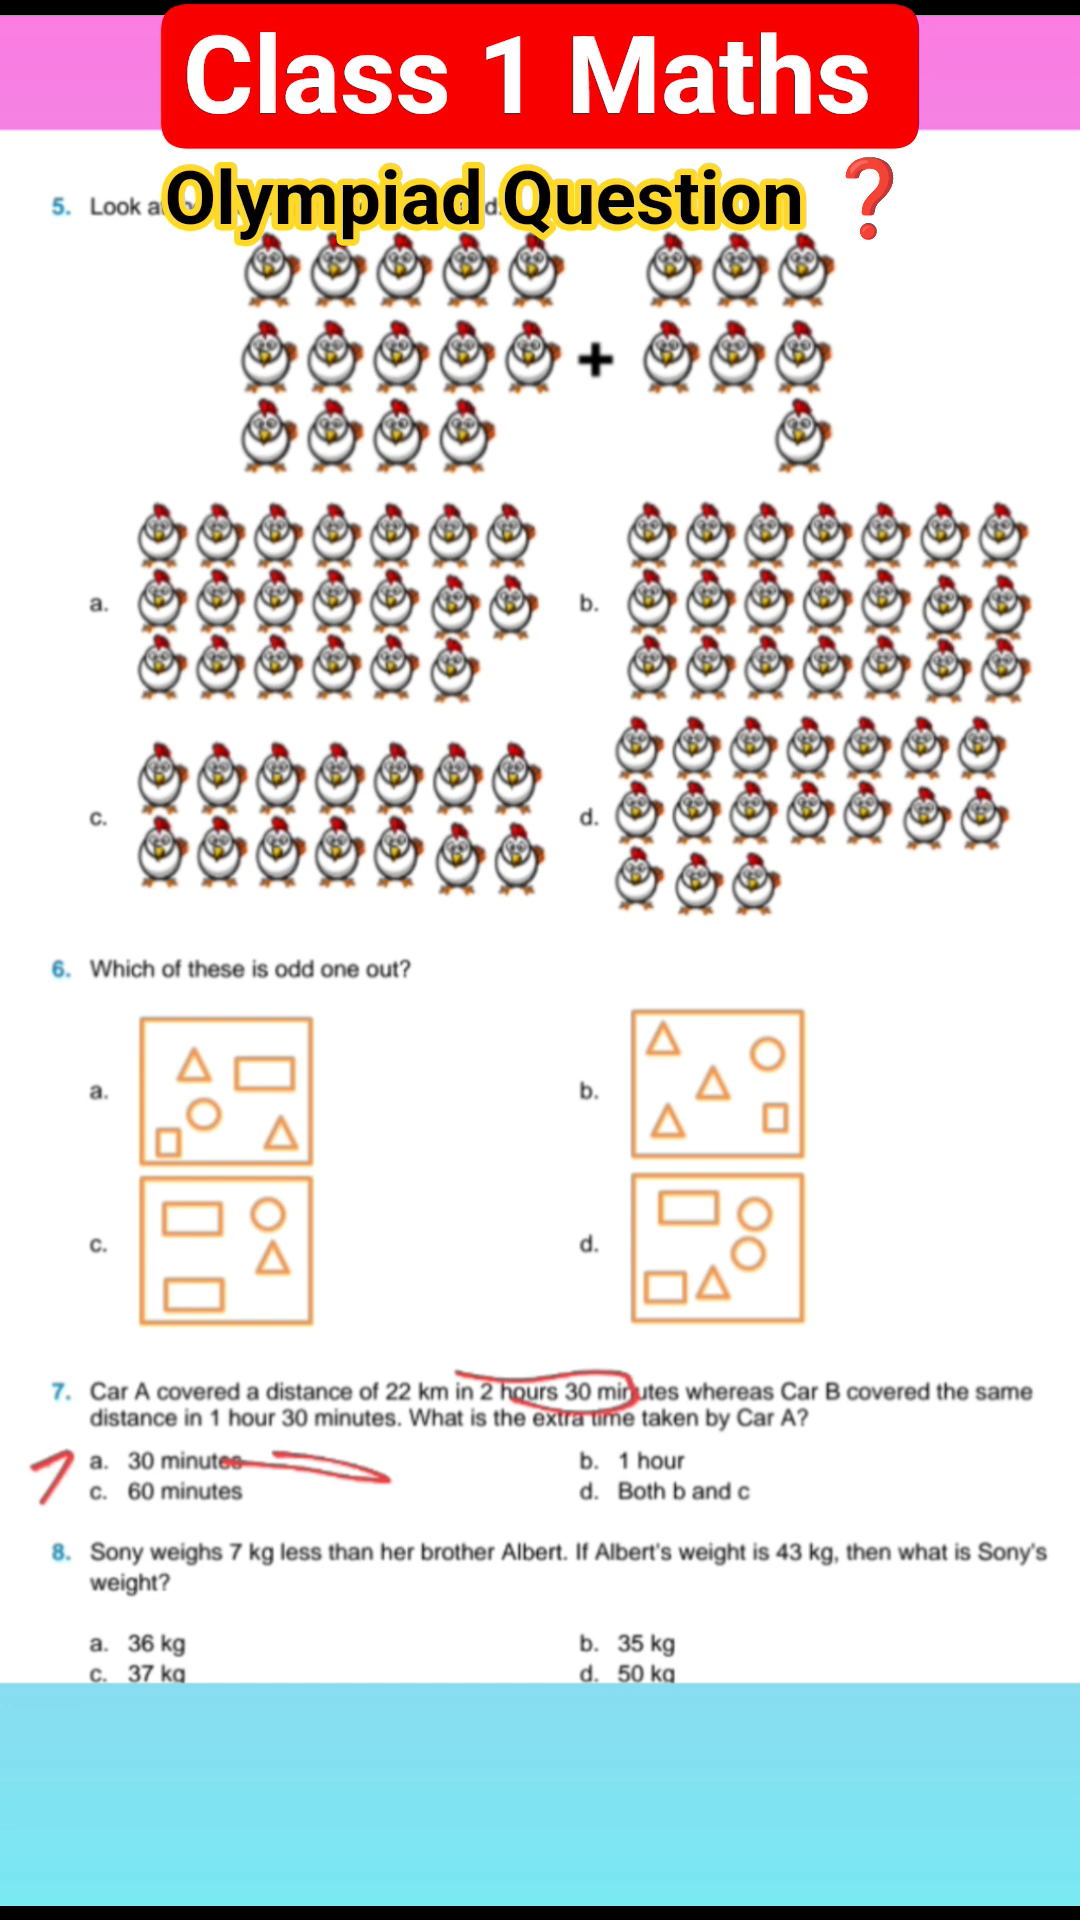 Class 1 Maths
Olympiad Question ❓
5. Look
+
a.
b.
c.
d.
6. Which of these is odd one out?
a.
b.
c.
d.
7. Car A covered a distance of 22 km in 2 hours 30 minutes whereas Car B covered the same
distance in 1 hour 30 minutes. What is the extra time taken by Car A?
a. 30 minutes
b. 1 hour
c. 60 minutes
d. Both b and c
8. Sony weighs 7 kg less than her brother Albert. If Albert's weight is 43 kg, then what is Sony's
weight?
a. 36 kg
b. 35 kg
c. 37 kg
d. 50 kg